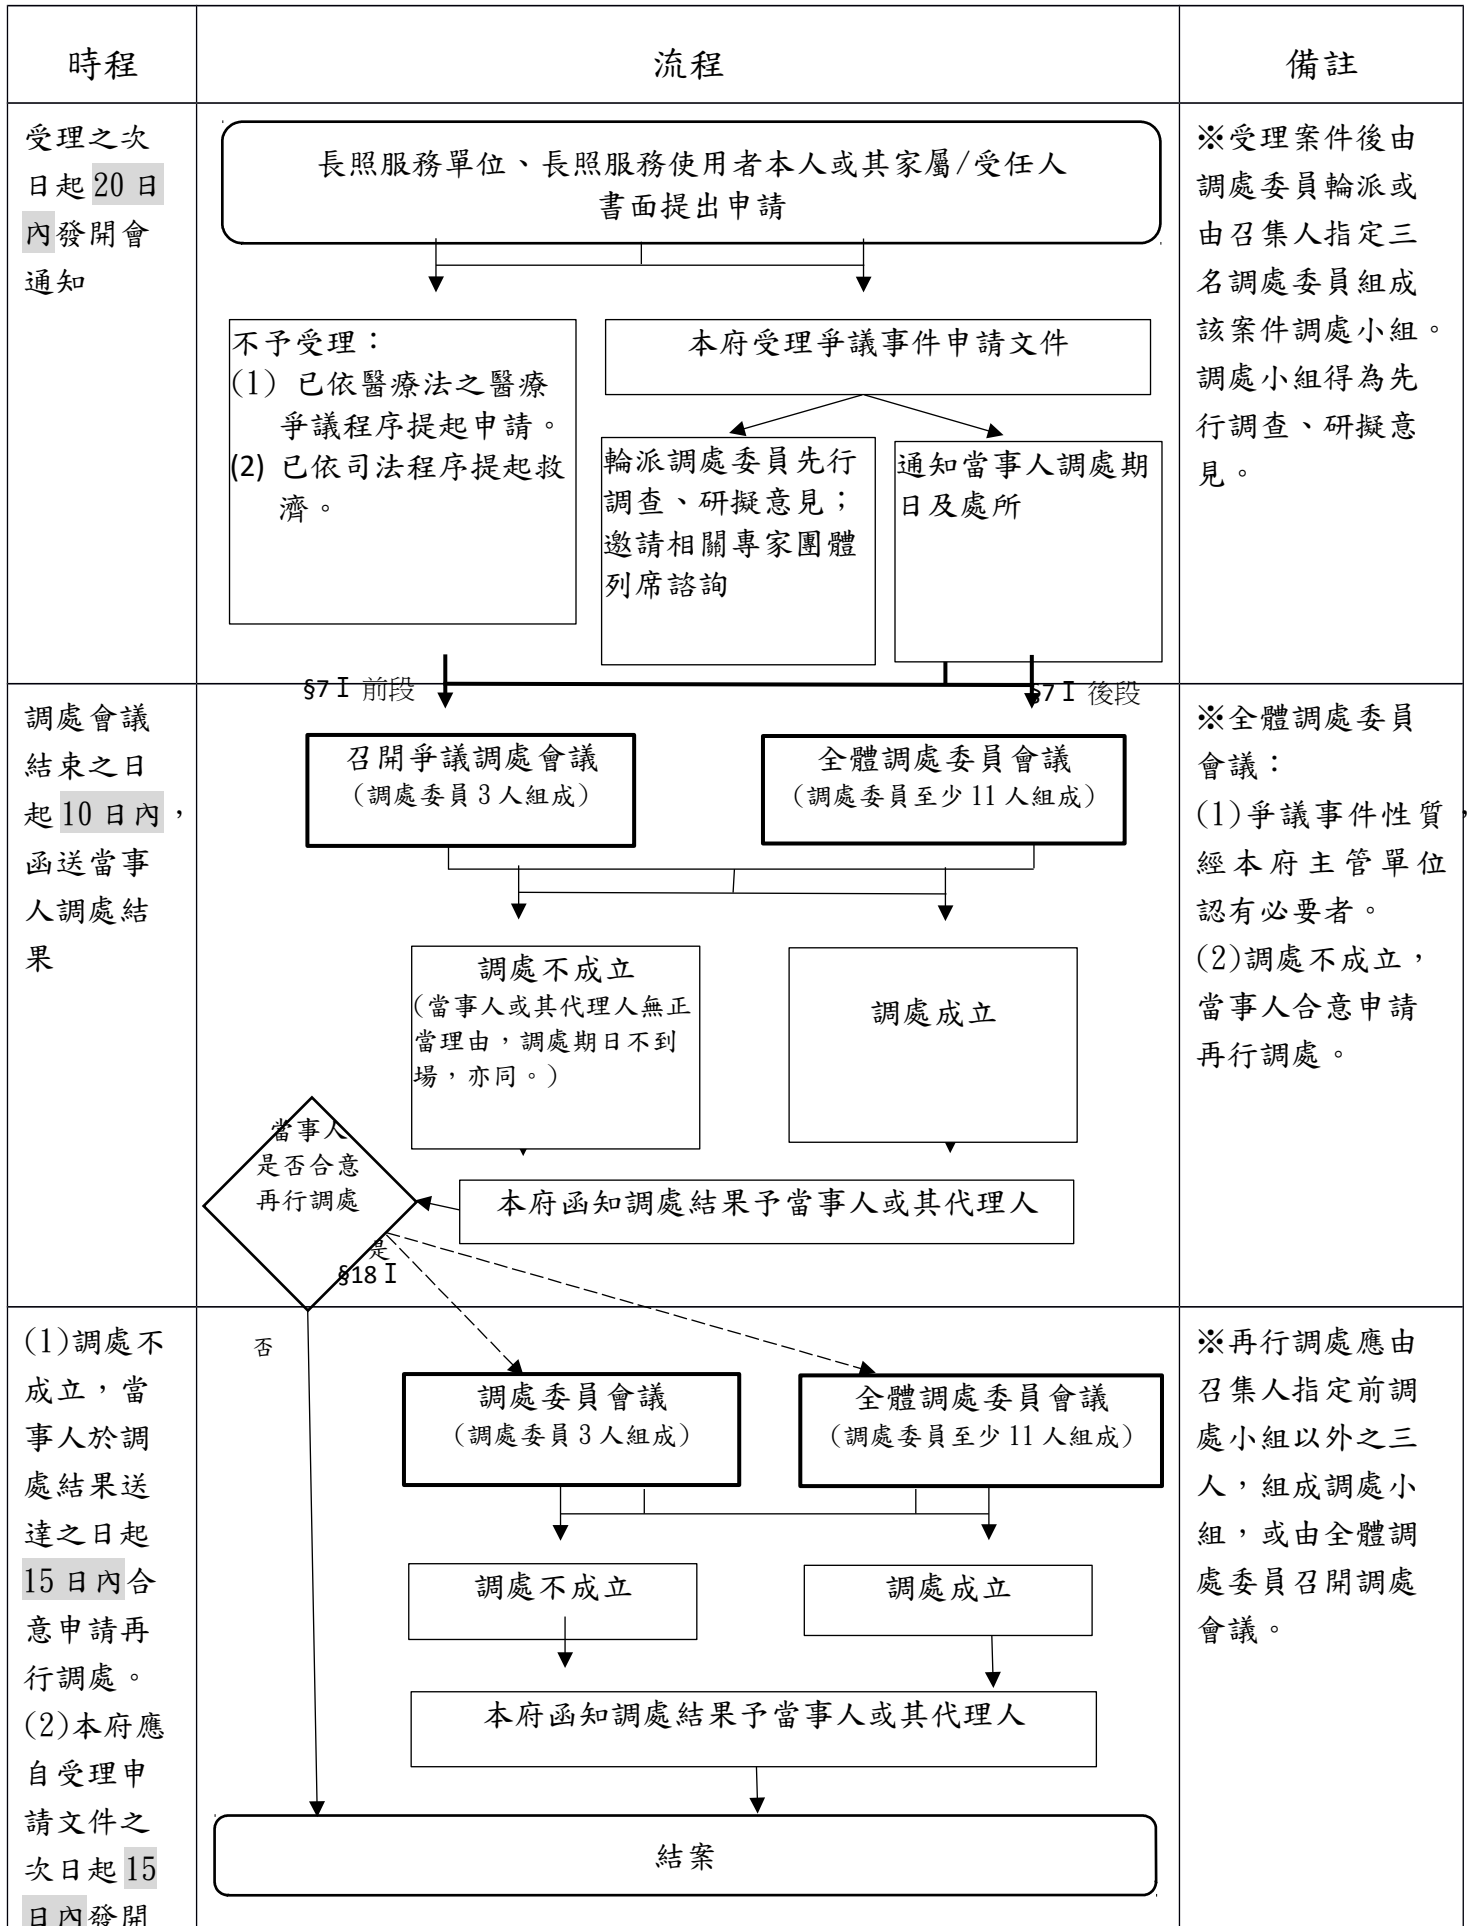 時程
流程
備註
受理之次
日起 20 日
內發開會
通知
長照服務單位、長照服務使用者本人或其家屬/受任人
書面提出申請
不予受理：
(1) 已依醫療法之醫療
爭議程序提起申請。
(2) 已依司法程序提起救
濟。
本府受理爭議事件申請文件
輪派調處委員先行
調查、研擬意見；
邀請相關專家團體
列席諮詢
通知當事人調處期
日及處所
※受理案件後由
調處委員輪派或
由召集人指定三
名調處委員組成
該案件調處小組。
調處小組得為先
行調查、研擬意
見。
§7Ⅰ 前段
§7Ⅰ 後段
調處會議
結束之日
起 10 日內，
函送當事
人調處結
果
召開爭議調處會議
（調處委員 3 人組成）
全體調處委員會議
（調處委員至少 11 人組成）
調處不成立
（當事人或其代理人無正
當理由，調處期日不到
場，亦同。）
調處成立
當事人
是否合意
再行調處
本府函知調處結果予當事人或其代理人
是
§18Ⅰ
※全體調處委員
會議：
(1)爭議事件性質，
經本府主管單位
認有必要者。
(2)調處不成立，
當事人合意申請
再行調處。
(1)調處不
成立，當
事人於調
處結果送
達之日起
15 日內合
意申請再
行調處。
(2)本府應
自受理申
請文件之
次日起 15
日內發開
否
調處委員會議
（調處委員 3 人組成）
全體調處委員會議
（調處委員至少 11 人組成）
調處不成立
調處成立
本府函知調處結果予當事人或其代理人
結案
※再行調處應由
召集人指定前調
處小組以外之三
人，組成調處小
組，或由全體調
處委員召開調處
會議。